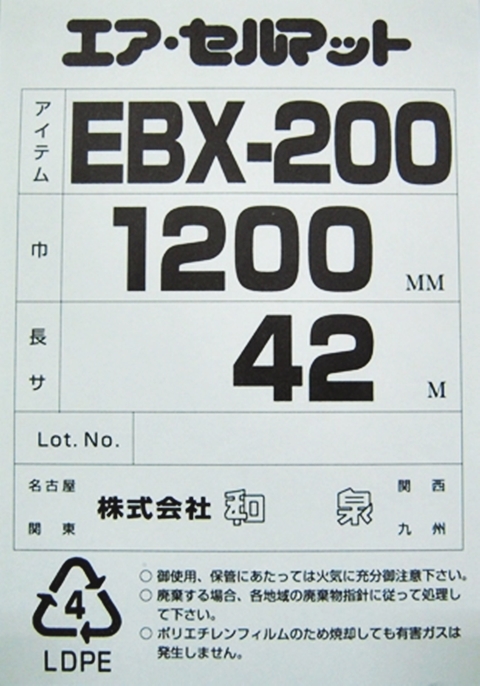 エア・セルマット
アイテム EBX-200
巾 1200 MM
長サ 42 M
Lot. No.
名古屋 関西
株式会社 和泉
関東 九州
4
LDPE
○ 御使用、保管にあたっては火気に充分御注意下さい。
○ 廃棄する場合、各地域の廃棄物指針に従って処理し
て下さい。
○ ポリエチレンフィルムのため焼却しても有害ガスは
発生しません。